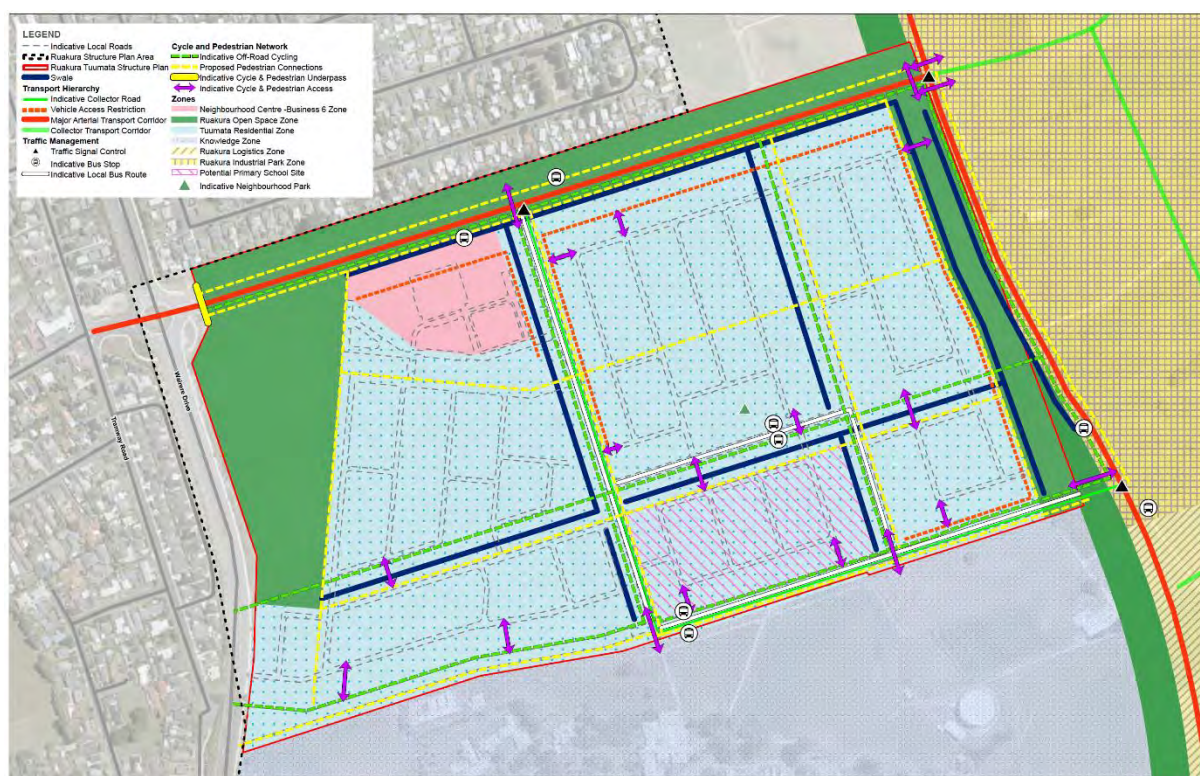 LEGEND
Indicative Local Roads
Ruakura Structure Plan Area
Ruakura Tuumata Structure Plan
Swale
Transport Hierarchy
Indicative Collector Road
Vehicle Access Restriction
Major Arterial Transport Corridor
Collector Transport Corridor
Traffic Management
Traffic Signal Control
Indicative Bus Stop
Indicative Local Bus Route
Cycle and Pedestrian Network
Indicative Off-Road Cycling
Proposed Pedestrian Connections
Indicative Cycle & Pedestrian Underpass
Indicative Cycle & Pedestrian Access
Zones
Neighbourhood Centre -Business 6 Zone
Ruakura Open Space Zone
Tuumata Residential Zone
Knowledge Zone
Ruakura Logistics Zone
Ruakura Industrial Park Zone
Potential Primary School Site
Indicative Neighbourhood Park
Wairere Drive
Tramway Road